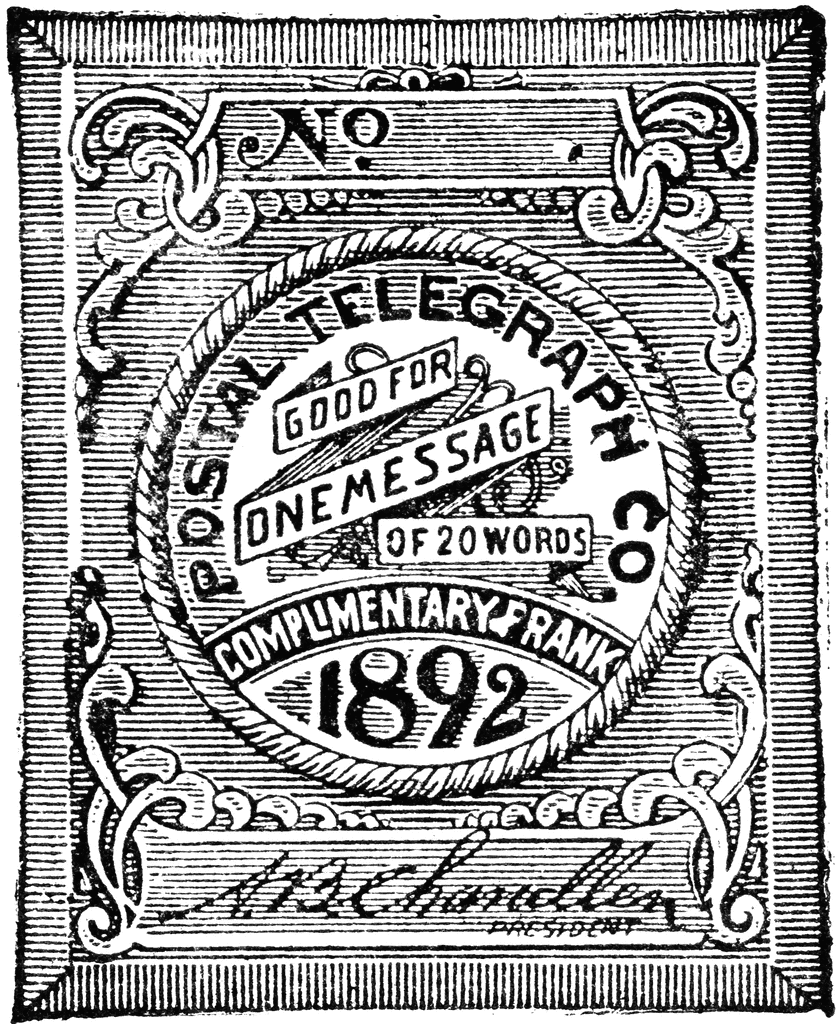 No
POSTAL TELEGRAPH CO
GOOD FOR
ONE MESSAGE
OF 20 WORDS
COMPLIMENTARY FRANK
1892
A.B. Chandler
PRESIDENT